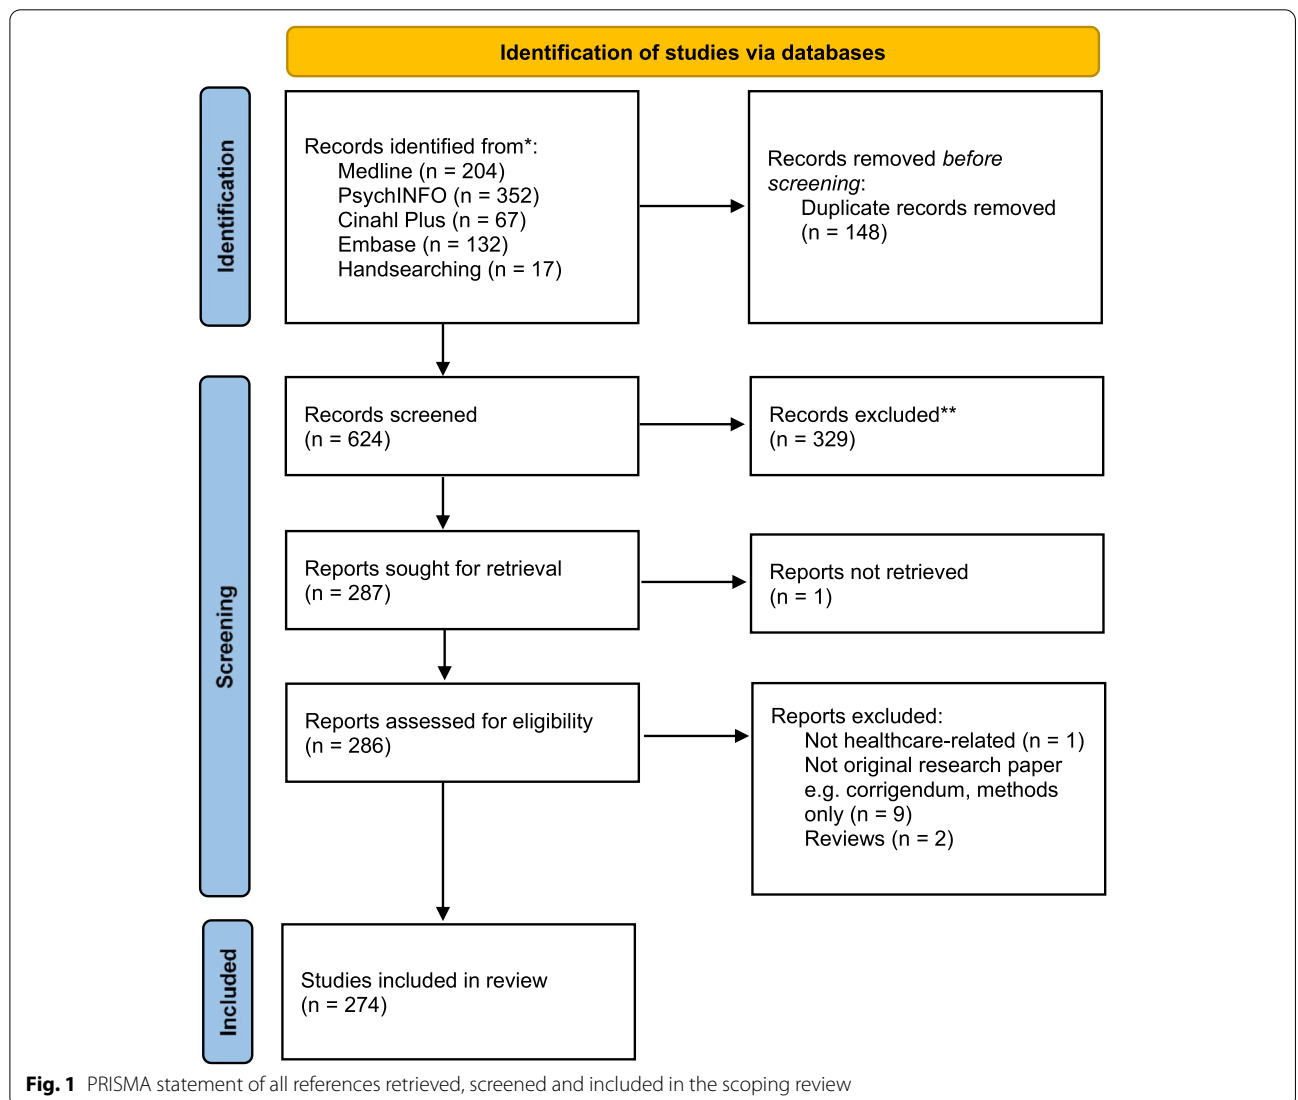 Identification of studies via databases
Identification
Records identified from*:
Medline (n = 204)
PsychINFO (n = 352)
Cinahl Plus (n = 67)
Embase (n = 132)
Handsearching (n = 17)
Records removed before
screening:
Duplicate records removed
(n = 148)
Screening
Records screened
(n = 624)
Records excluded**
(n = 329)
Reports sought for retrieval
(n = 287)
Reports not retrieved
(n = 1)
Reports assessed for eligibility
(n = 286)
Reports excluded:
Not healthcare-related (n = 1)
Not original research paper
e.g. corrigendum, methods
only (n = 9)
Reviews (n = 2)
Included
Studies included in review
(n = 274)
Fig. 1 PRISMA statement of all references retrieved, screened and included in the scoping review